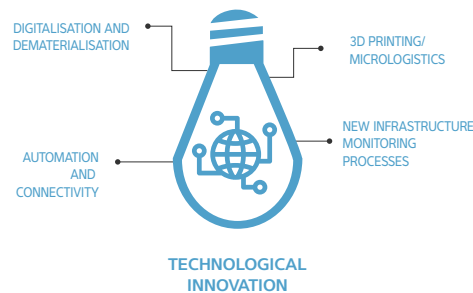 DIGITALISATION AND
DEMATERIALISATION
3D PRINTING/
MICROLOGISTICS
NEW INFRASTRUCTURE
MONITORING
PROCESSES
AUTOMATION
AND
CONNECTIVITY
TECHNOLOGICAL
INNOVATION